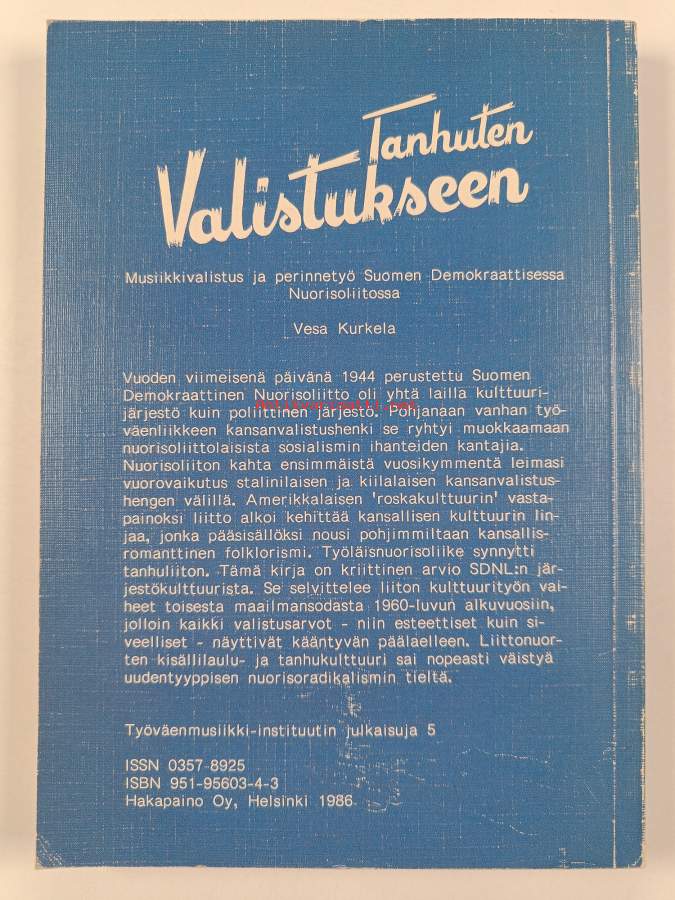 Tanhuten
Valistukseen
Musiikkivalistus ja perinnetyö Suomen Demokraattisessa
Nuorisoliitossa
Vesa Kurkela
Vuoden viimeisenä päivänä 1944 perustettu Suomen
Demokraattinen Nuorisoliitto oli yhtä lailla kulttuuri-
järjestö kuin poliittinen järjestö. Pohjanaan vanhan työ-
Antikvariaatti.net
väenliikkeen kansanvalistushenki se ryhtyi muokkaamaan
nuorisoliittolaisista sosialismin ihanteiden kantajia.
Nuorisoliiton kahta ensimmäistä vuosikymmentä leimasi
vuorovaikutus stalinilaisen ja kiilalaisen kansanvalistus-
hengen välillä. Amerikkalaisen 'roskakulttuurin' vasta-
painoksi liitto alkoi kehittää kansallisen kulttuurin lin-
jaa, jonka pääsisällöksi nousi pohjimmiltaan kansallis-
romanttinen folklorismi. Työläisnuorisoliike synnytti
tanhuliiton. Tämä kirja on kriittinen arvio SDNL:n jär-
jestökulttuurista. Se selvittelee liiton kulttuurityön vai-
heet toisesta maailmansodasta 1960-luvun alkuvuosiin,
jolloin kaikki valistusarvot - niin esteettiset kuin si-
veelliset - näyttivät kääntyvän päälaelleen. Liittonuor-
ten kisällilaulu- ja tanhukulttuuri sai nopeasti väistyä
uudentyyppisen nuorisoradikalismin tieltä.
Työväenmusiikki-instituutin julkaisuja 5
ISSN 0357-8925
ISBN 951-95603-4-3
Hakapaino Oy, Helsinki 1986